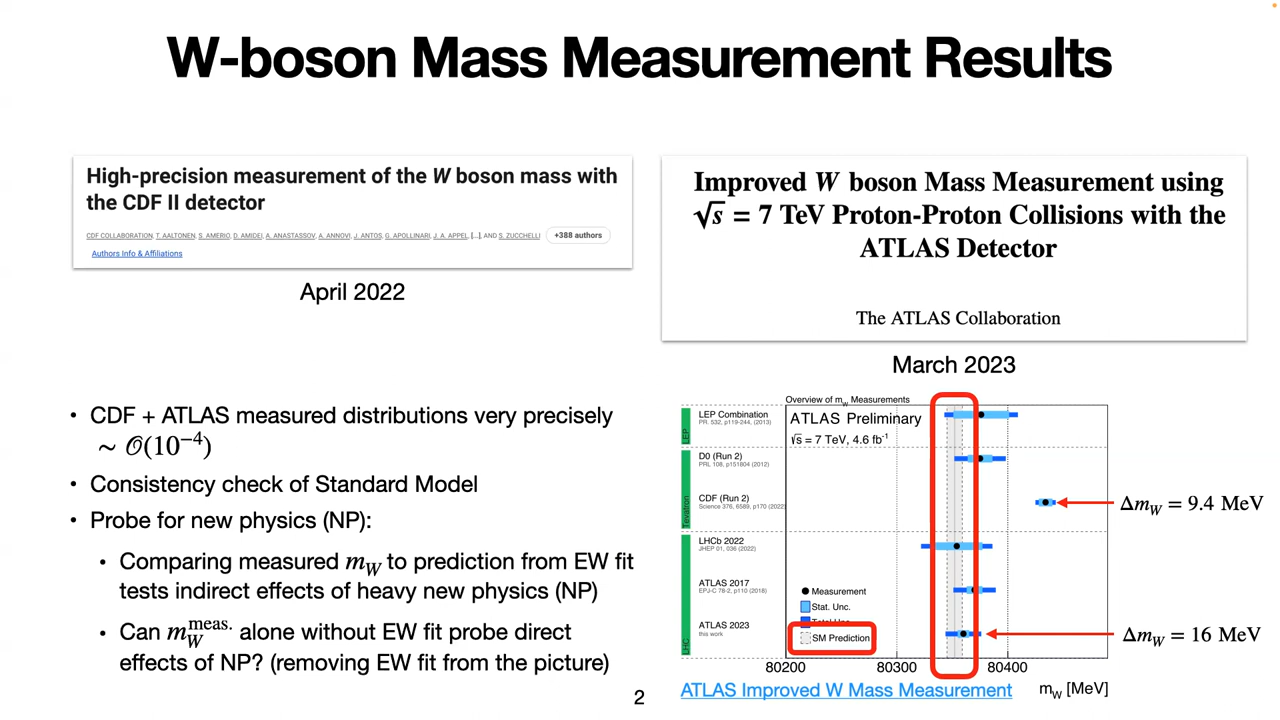 W-boson Mass Measurement Results
High-precision measurement of the W boson mass with
the CDF II detector
CDF COLLABORATION, T. AALTONEN, S. AMERIO, D. AMIDEI, A. ANASTASSOV, A. ANNOVI, J. ANTOS, G. APOLLINARI, J. A. APPEL, [...], AND S. ZUCCHELLI +388 authors
Authors Info & Affiliations
April 2022
Improved W boson Mass Measurement using
√s = 7 TeV Proton-Proton Collisions with the
ATLAS Detector
The ATLAS Collaboration
March 2023
• CDF + ATLAS measured distributions very precisely
∼ 𝒪(10⁻⁴)
• Consistency check of Standard Model
• Probe for new physics (NP):
• Comparing measured m_W to prediction from EW fit
tests indirect effects of heavy new physics (NP)
• Can m_W^meas. alone without EW fit probe direct
effects of NP? (removing EW fit from the picture)
Overview of m_W Measurements
LEP Combination
PR. 532, p119-244, (2013)
ATLAS Preliminary
√s = 7 TeV, 4.6 fb⁻¹
LEP
D0 (Run 2)
PRL 108, p151804 (2012)
CDF (Run 2)
Science 376, 6589, p170 (2022)
Tevatron
Δm_W = 9.4 MeV
LHCb 2022
JHEP 01, 036 (2022)
ATLAS 2017
EPJ-C 78-2, p110 (2018)
ATLAS 2023
this work
LHC
Measurement
Stat. Unc.
Total Unc.
SM Prediction
Δm_W = 16 MeV
80200 80300 80400
m_W [MeV]
ATLAS Improved W Mass Measurement
2